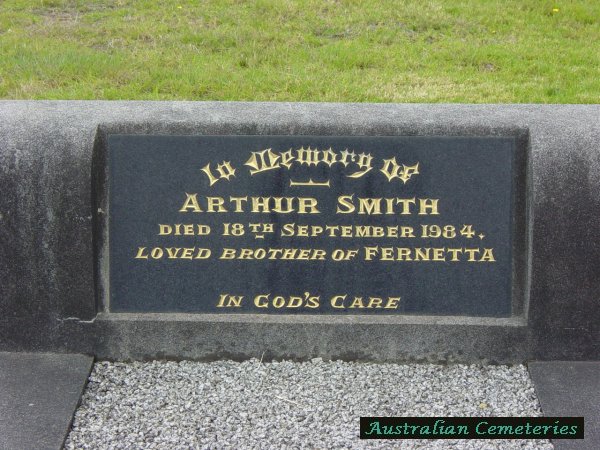 In Memory Of
ARTHUR SMITH
DIED 18TH SEPTEMBER 1984.
LOVED BROTHER OF FERNETTA
IN GOD'S CARE
Australian Cemeteries